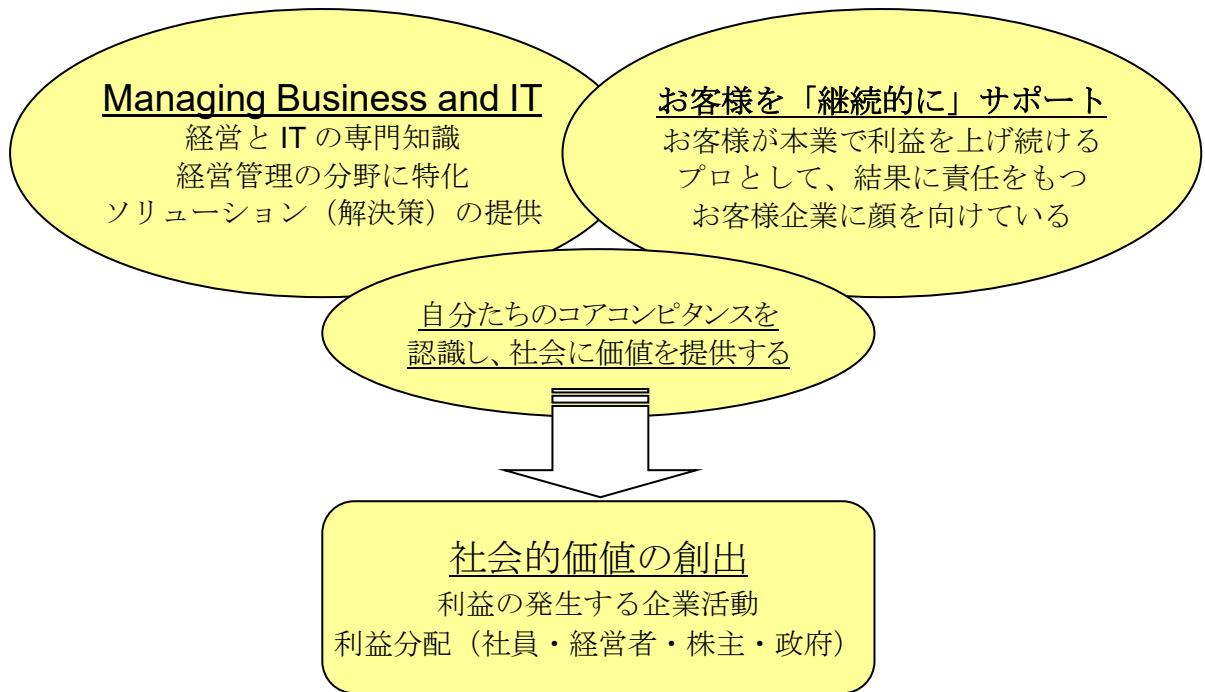 Managing Business and IT
経営と IT の専門知識
経営管理の分野に特化
ソリューション（解決策）の提供
お客様を「継続的に」サポート
お客様が本業で利益を上げ続ける
プロとして、結果に責任をもつ
お客様企業に顔を向けている
自分たちのコアコンピタンスを
認識し、社会に価値を提供する
社会的価値の創出
利益の発生する企業活動
利益分配（社員・経営者・株主・政府）